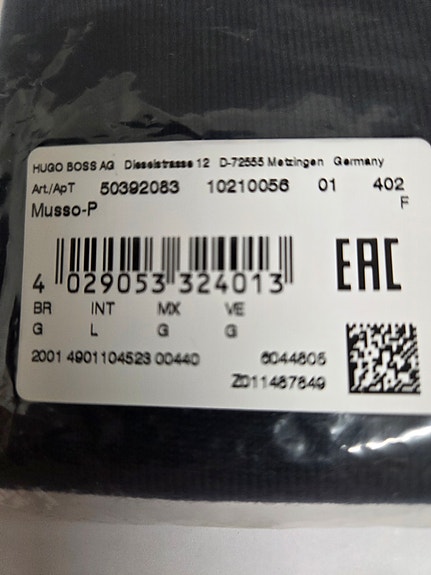 HUGO BOSS AG Dieselstrasse 12 D-72555 Metzingen Germany
Art./ApT 50392083 10210056 01 402
Musso-P F
EAC
4 029053 324013
BR INT MX VE
G L G G
2001 4901104523 00440 6044805
Z011487849